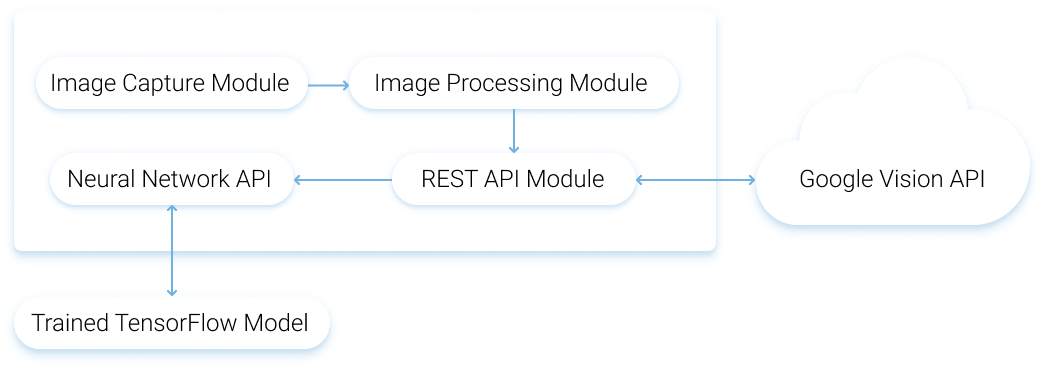 Image Capture Module
Image Processing Module
Neural Network API
REST API Module
Google Vision API
Trained TensorFlow Model